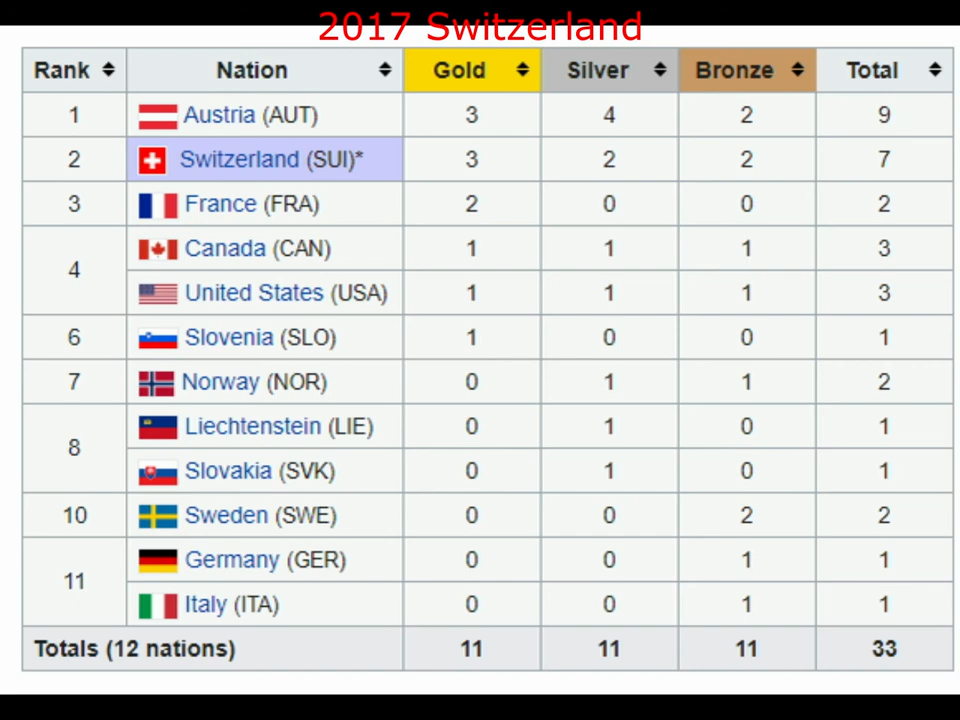 2017 Switzerland
Rank Nation Gold Silver Bronze Total
1 Austria (AUT) 3 4 2 9
2 Switzerland (SUI)* 3 2 2 7
3 France (FRA) 2 0 0 2
4 Canada (CAN) 1 1 1 3
United States (USA) 1 1 1 3
6 Slovenia (SLO) 1 0 0 1
7 Norway (NOR) 0 1 1 2
8 Liechtenstein (LIE) 0 1 0 1
Slovakia (SVK) 0 1 0 1
10 Sweden (SWE) 0 0 2 2
11 Germany (GER) 0 0 1 1
Italy (ITA) 0 0 1 1
Totals (12 nations) 11 11 11 33